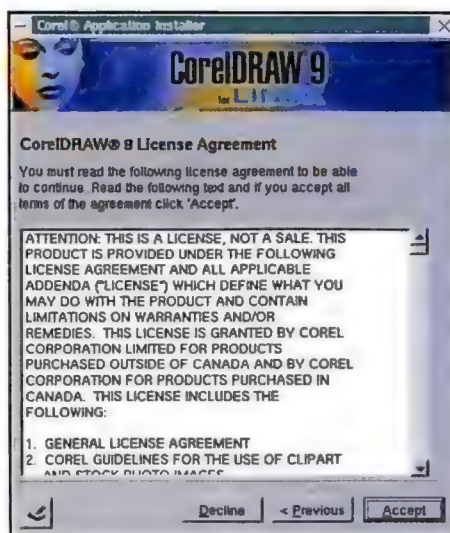 Corel® Application Installer
CorelDRAW 9
for Linux
CorelDRAW® 9 License Agreement
You must read the following license agreement to be able
to continue. Read the following text and if you accept all
terms of the agreement click 'Accept'.
ATTENTION: THIS IS A LICENSE, NOT A SALE. THIS
PRODUCT IS PROVIDED UNDER THE FOLLOWING
LICENSE AGREEMENT AND ALL APPLICABLE
ADDENDA ("LICENSE") WHICH DEFINE WHAT YOU
MAY DO WITH THE PRODUCT AND CONTAIN
LIMITATIONS ON WARRANTIES AND/OR
REMEDIES. THIS LICENSE IS GRANTED BY COREL
CORPORATION LIMITED FOR PRODUCTS
PURCHASED OUTSIDE OF CANADA AND BY COREL
CORPORATION FOR PRODUCTS PURCHASED IN
CANADA. THIS LICENSE INCLUDES THE
FOLLOWING:
1. GENERAL LICENSE AGREEMENT
2. COREL GUIDELINES FOR THE USE OF CLIPART
AND STOCK PHOTO IMAGES
Decline
< Previous
Accept